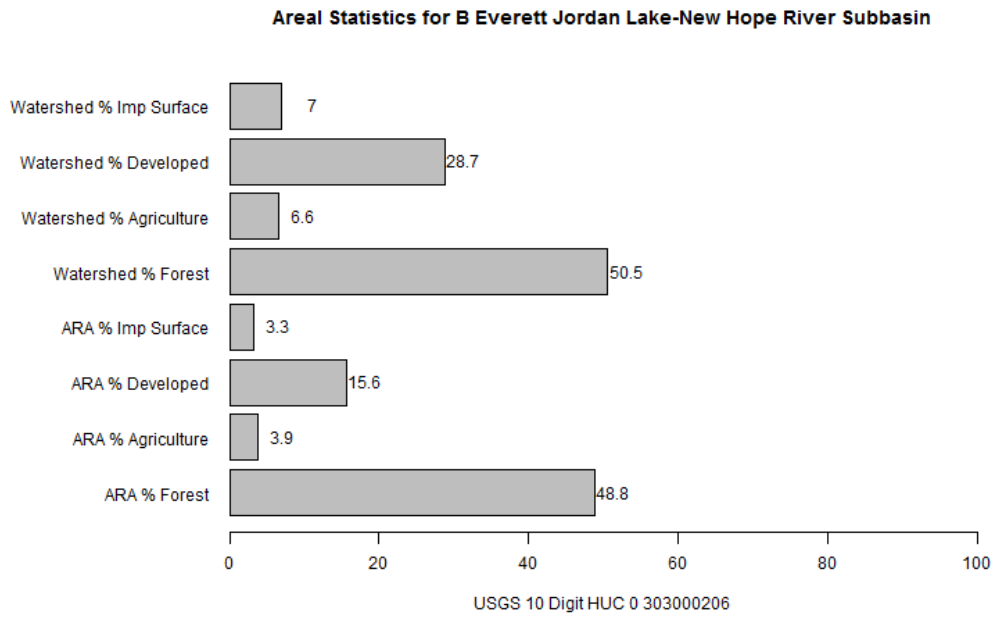 Areal Statistics for B Everett Jordan Lake-New Hope River Subbasin
Watershed % Imp Surface 7
Watershed % Developed 28.7
Watershed % Agriculture 6.6
Watershed % Forest 50.5
ARA % Imp Surface 3.3
ARA % Developed 15.6
ARA % Agriculture 3.9
ARA % Forest 48.8
0 20 40 60 80 100
USGS 10 Digit HUC 0 303000206